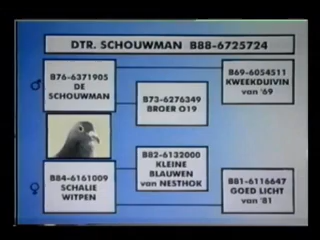 DTR. SCHOUWMAN B88-6725724
B76-6371905
DE
SCHOUWMAN
B69-6054511
KWEEKDUIVIN
van '69
B73-6276349
BROER O19
B82-6132000
KLEINE
BLAUWEN
van NESTHOK
B84-6161009
SCHALIE
WITPEN
B81-6116647
GOED LICHT
van '81